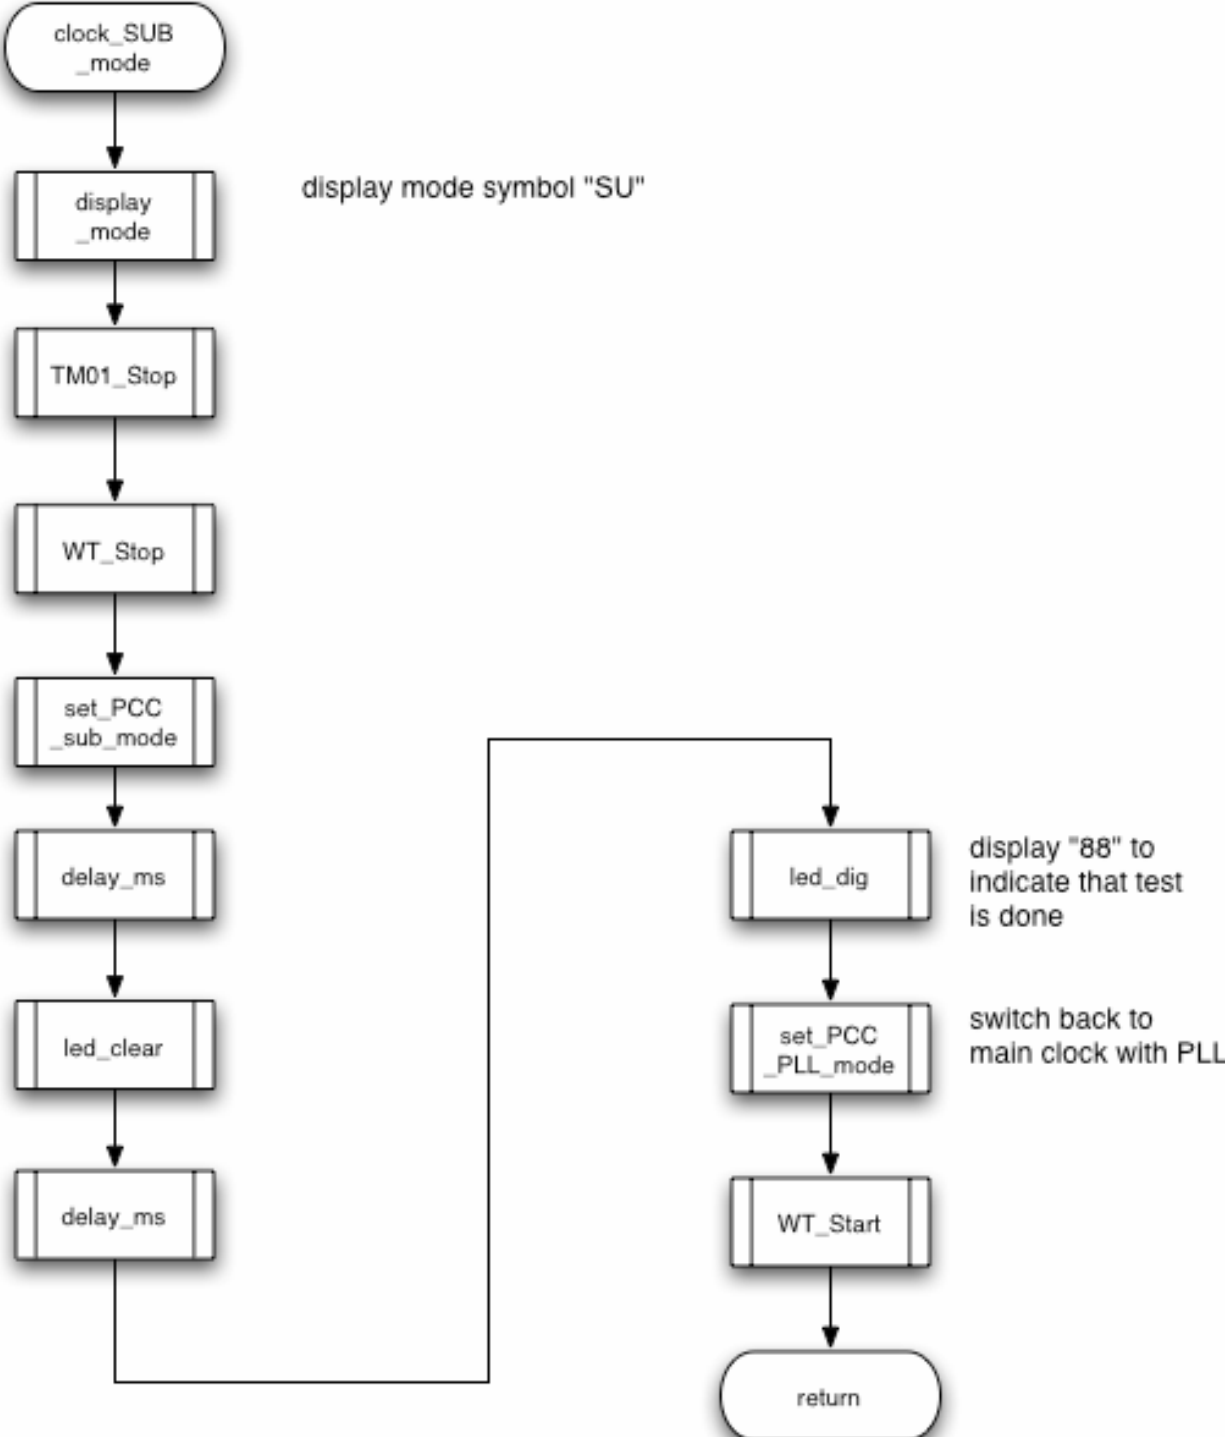 clock_SUB
_mode
display
_mode
display mode symbol "SU"
TM01_Stop
WT_Stop
set_PCC
_sub_mode
delay_ms
led_clear
delay_ms
led_dig
display "88" to
indicate that test
is done
set_PCC
_PLL_mode
switch back to
main clock with PLL
WT_Start
return